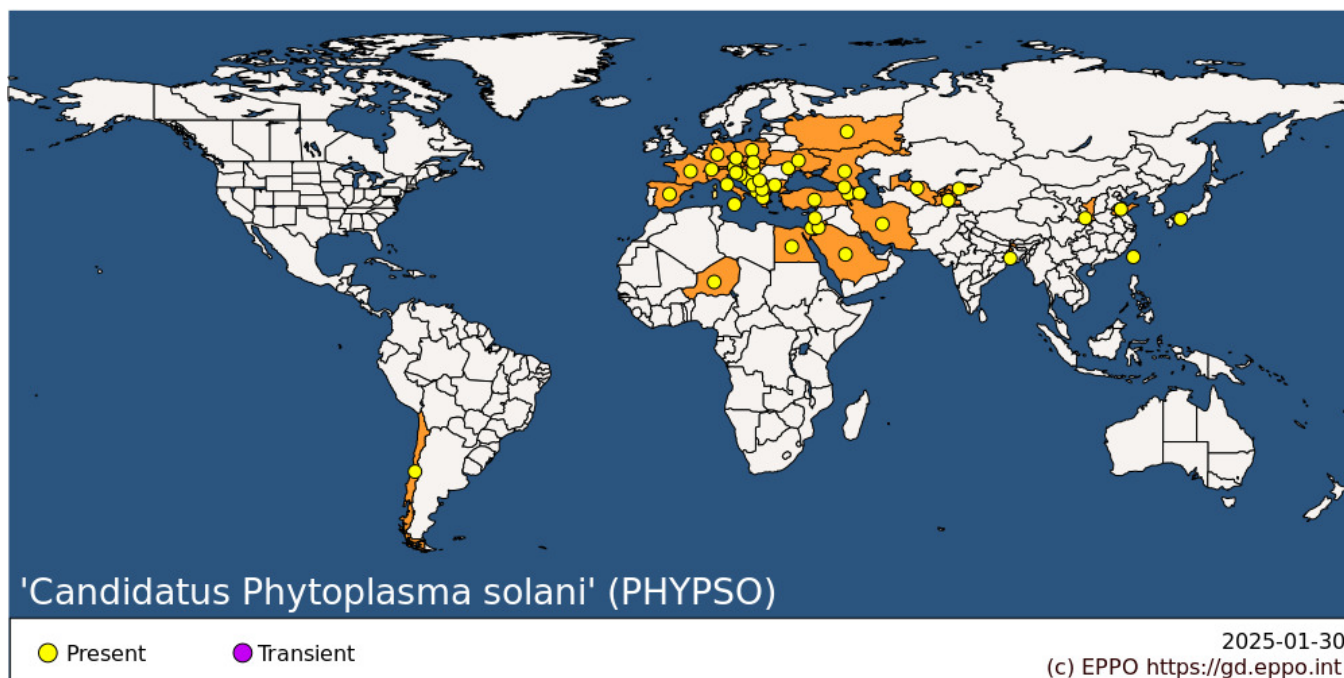 'Candidatus Phytoplasma solani' (PHYPSO)
Present
Transient
2025-01-30
(c) EPPO https://gd.eppo.int